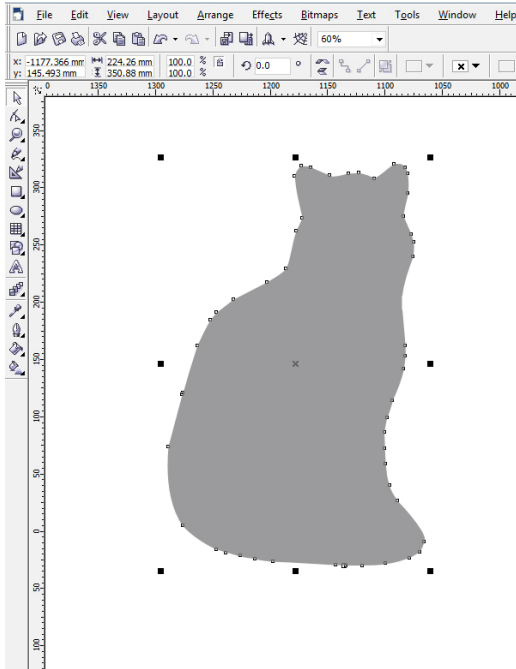 File Edit View Layout Arrange Effects Bitmaps Text Tools Window Help
60%
x: -1177.366 mm 224.26 mm 100.0 % 0.0 °
y: 145.493 mm 350.88 mm 100.0 %
1350 1300 1250 1200 1150 1100 1050 1000
350
300
250
200
150
100
50
0
50
100